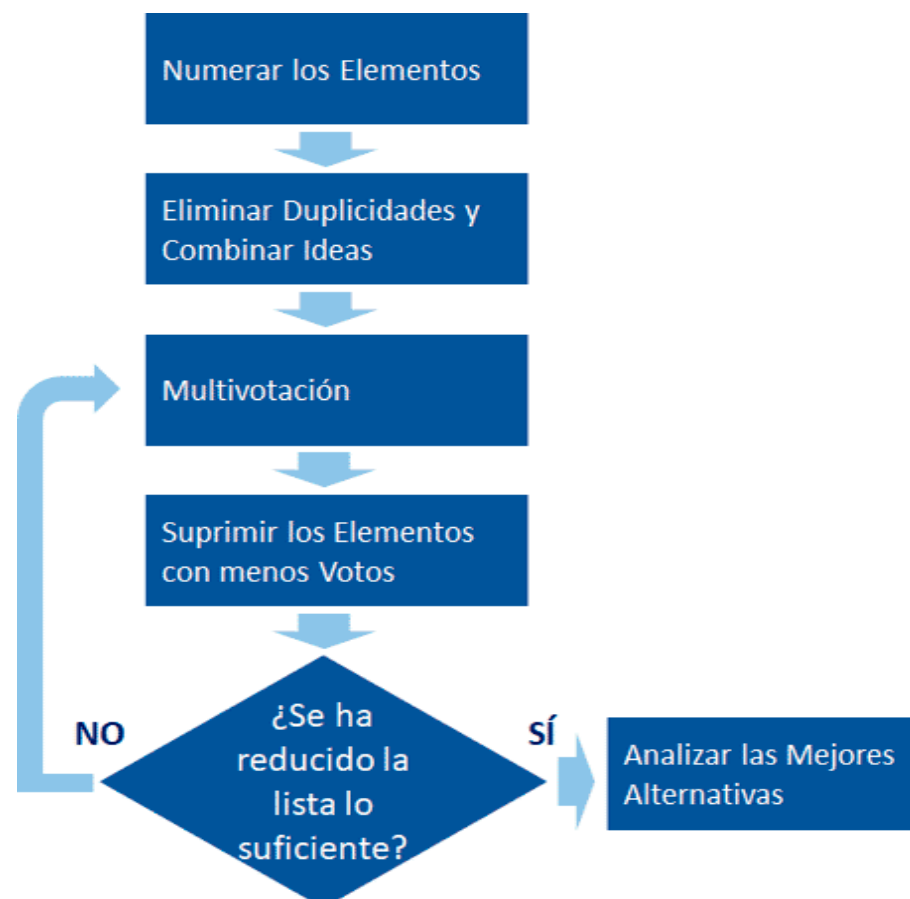 Numerar los Elementos
Eliminar Duplicidades y
Combinar Ideas
Multivotación
Suprimir los Elementos
con menos Votos
¿Se ha
reducido la
lista lo
suficiente?
NO
SÍ
Analizar las Mejores
Alternativas